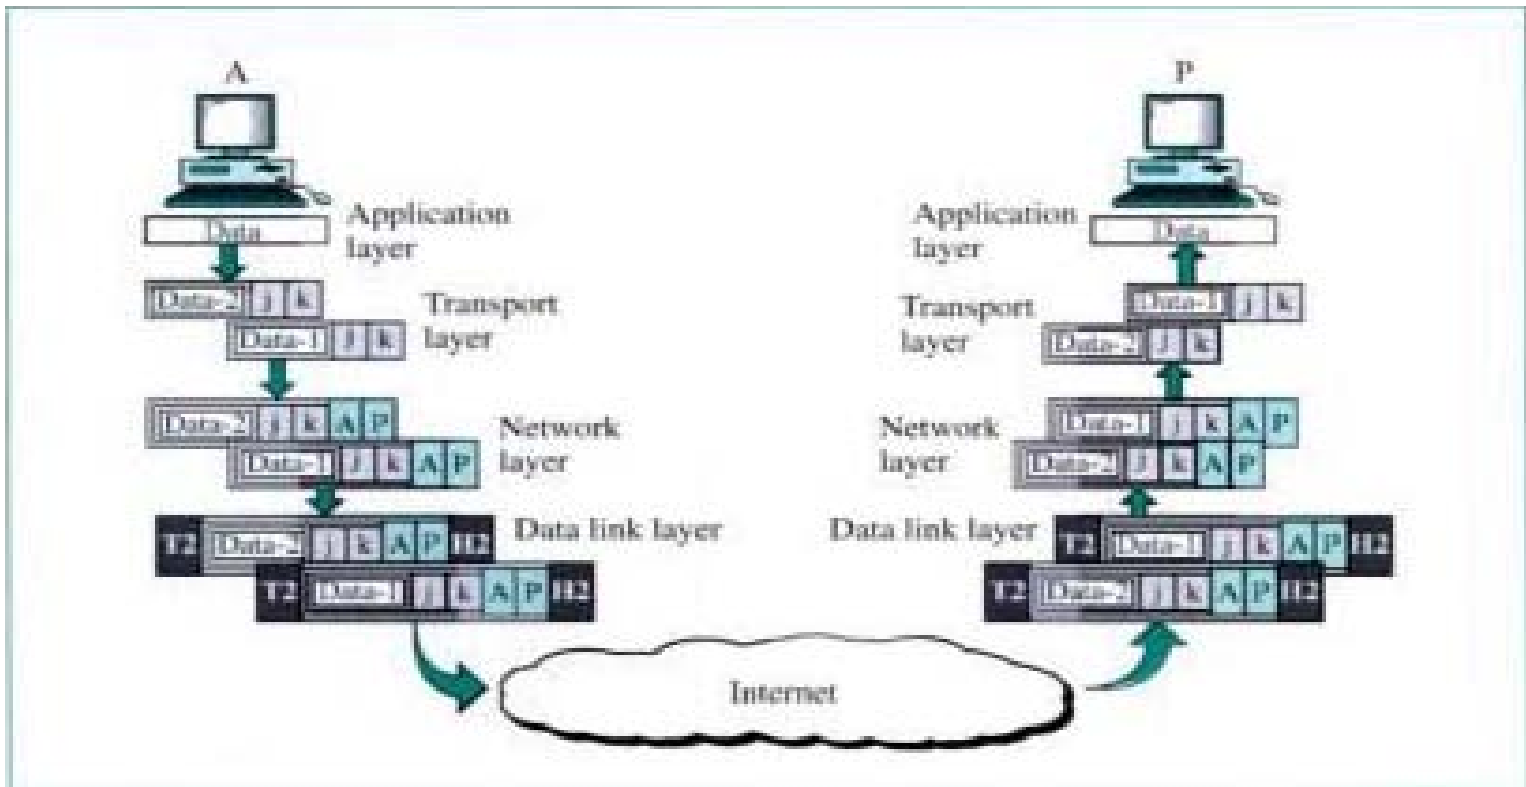 A
Data
Application
layer
Data-2 j k
Data-1 j k
Transport
layer
Data-2 j k A P
Data-1 j k A P
Network
layer
T2 Data-2 j k A P H2
Data link layer
T2 Data-1 j k A P H2
Internet
P
Data
Application
layer
Data-1 j k
Data-2 j k
Transport
layer
Data-1 j k A P
Data-2 j k A P
Network
layer
T2 Data-1 j k A P H2
Data link layer
T2 Data-2 j k A P H2